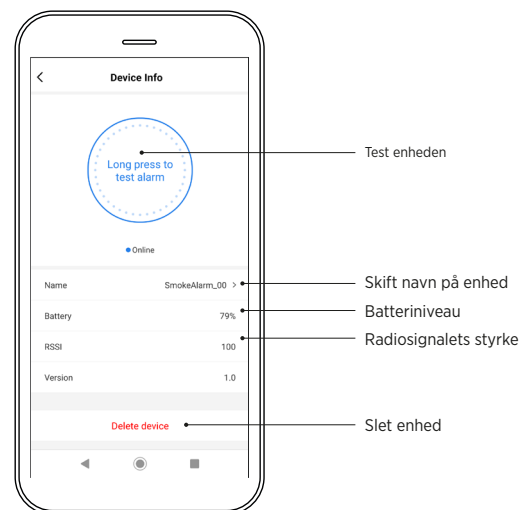 Device Info
Long press to
test alarm
Test enheden
Online
Name SmokeAlarm_00 > Skift navn på enhed
Battery 79% Batteriniveau
RSSI 100 Radiosignalets styrke
Version 1.0
Delete device Slet enhed